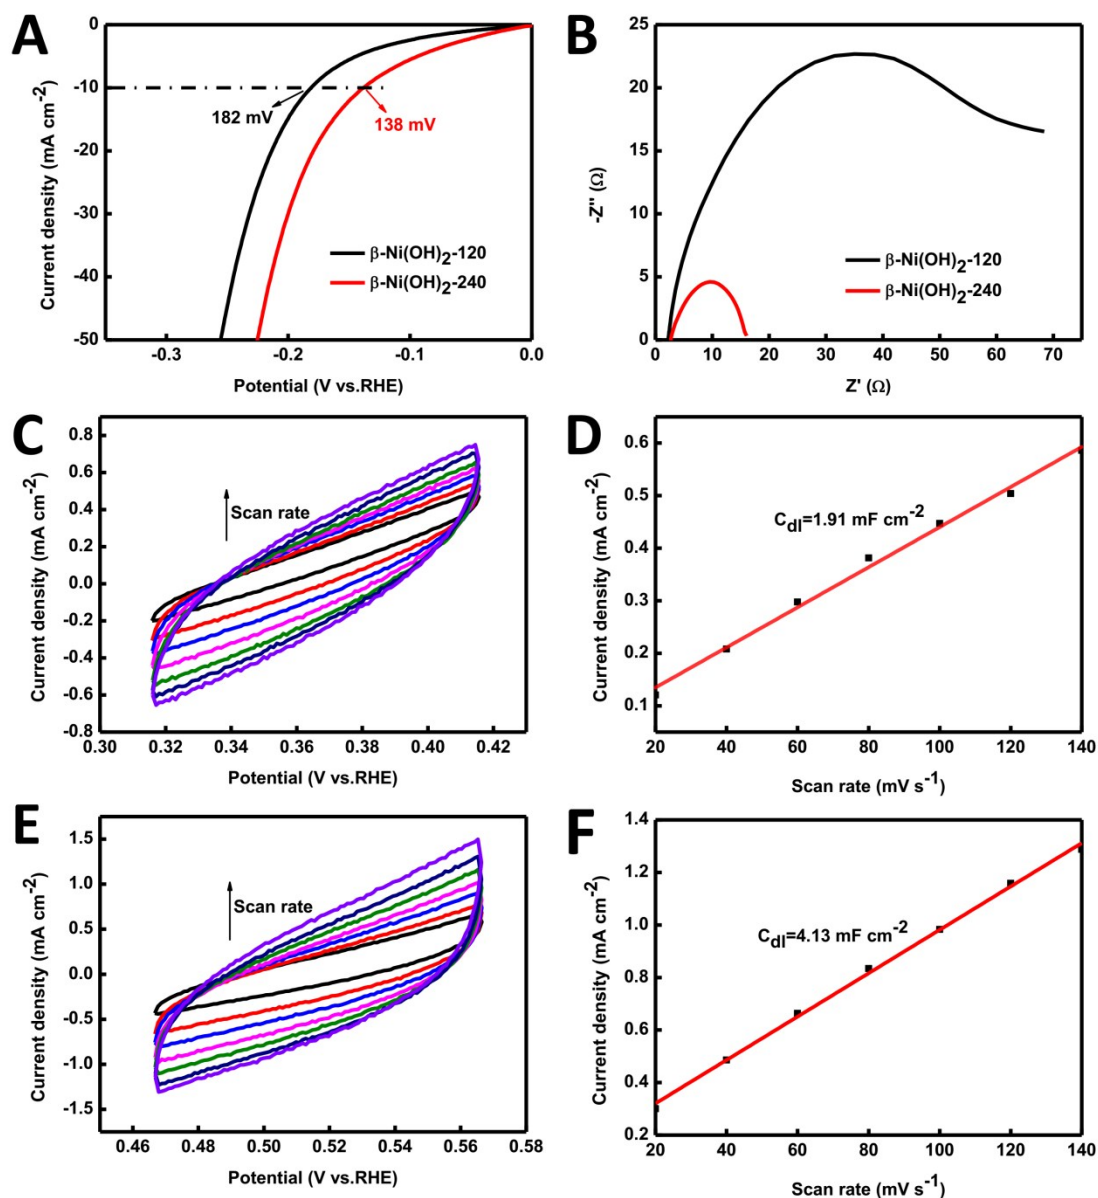 A
0
-10
-20
-30
-40
-50
-0.3
-0.2
-0.1
0.0
Current density (mA cm-2)
Potential (V vs.RHE)
182 mV
138 mV
β-Ni(OH)2-120
β-Ni(OH)2-240
B
25
20
15
10
5
0
0
10
20
30
40
50
60
70
-Z" (Ω)
Z' (Ω)
β-Ni(OH)2-120
β-Ni(OH)2-240
C
0.8
0.6
0.4
0.2
0.0
-0.2
-0.4
-0.6
-0.8
0.30
0.32
0.34
0.36
0.38
0.40
0.42
Current density (mA cm-2)
Potential (V vs.RHE)
Scan rate
D
0.6
0.5
0.4
0.3
0.2
0.1
20
40
60
80
100
120
140
Current density (mA cm-2)
Scan rate (mV s-1)
Cdl=1.91 mF cm-2
E
1.5
1.0
0.5
0.0
-0.5
-1.0
-1.5
0.46
0.48
0.50
0.52
0.54
0.56
0.58
Current density (mA cm-2)
Potential (V vs.RHE)
Scan rate
F
1.4
1.2
1.0
0.8
0.6
0.4
0.2
20
40
60
80
100
120
140
Current density (mA cm-2)
Scan rate (mV s-1)
Cdl=4.13 mF cm-2